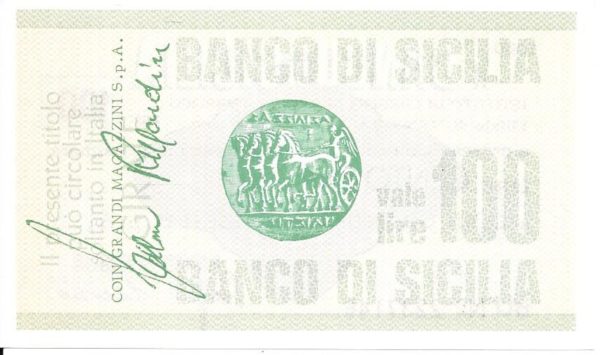 BANCO DI SICILIA
Il presente titolo
può circolare
soltanto in Italia
COIN GRANDI MAGAZZINI S.p.A.
vale
lire
100
BANCO DI SICILIA